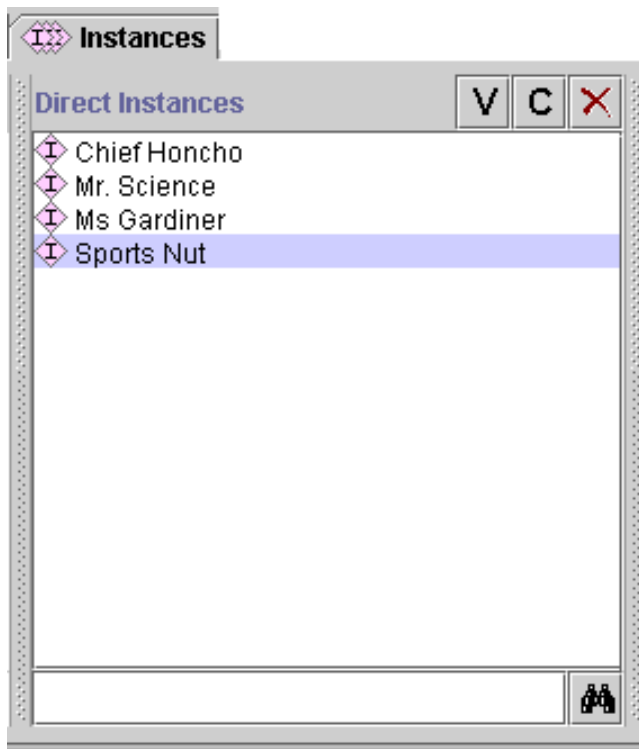 Instances
Direct Instances V C
Chief Honcho
Mr. Science
Ms Gardiner
Sports Nut